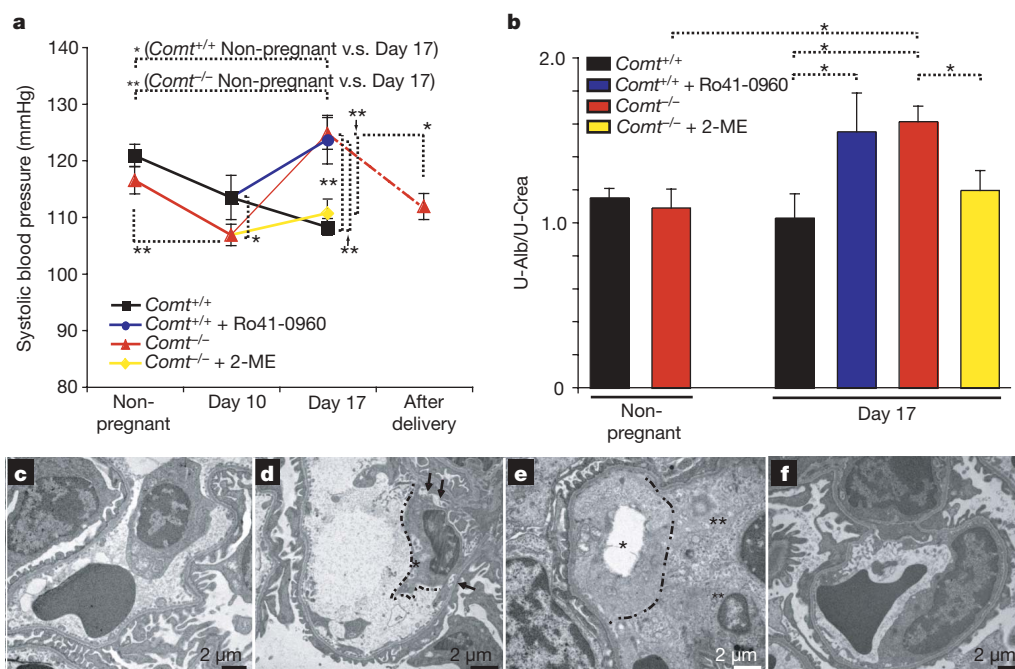 a
Systolic blood pressure (mmHg)
140
130
120
110
100
90
80
* (Comt+/+ Non-pregnant v.s. Day 17)
** (Comt–/– Non-pregnant v.s. Day 17)
**
*
**
**
*
**
Comt+/+
Comt+/+ + Ro41-0960
Comt–/–
Comt–/– + 2-ME
Non-
pregnant
Day 10
Day 17
After
delivery
b
U-Alb/U-Crea
2.0
1.0
0
*
*
*
*
Comt+/+
Comt+/+ + Ro41-0960
Comt–/–
Comt–/– + 2-ME
Non-
pregnant
Day 17
c
2 µm
d
*
2 µm
e
*
**
**
2 µm
f
2 µm